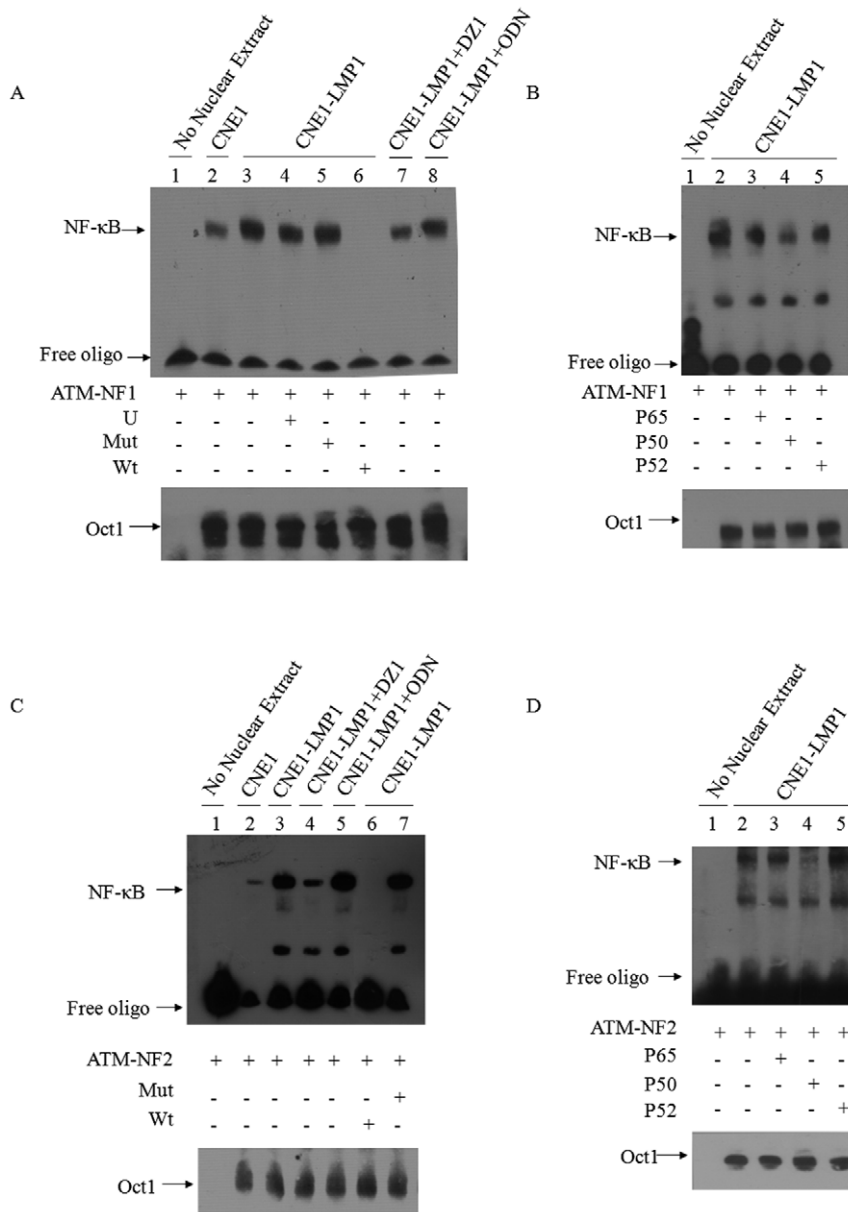 A
No Nuclear Extract
CNE1
CNE1-LMP1
CNE1-LMP1+DZ1
CNE1-LMP1+ODN
1 2 3 4 5 6 7 8
NF-κB
Free oligo
ATM-NF1 + + + + + + + +
U - - - + - - - -
Mut - - - - + - - -
Wt - - - - - + - -
Oct1
B
No Nuclear Extract
CNE1-LMP1
1 2 3 4 5
NF-κB
Free oligo
ATM-NF1 + + + + +
P65 - - + - -
P50 - - - + -
P52 - - - - +
Oct1
C
No Nuclear Extract
CNE1
CNE1-LMP1
CNE1-LMP1+DZ1
CNE1-LMP1+ODN
CNE1-LMP1
1 2 3 4 5 6 7
NF-κB
Free oligo
ATM-NF2 + + + + + + +
Mut - - - - - - +
Wt - - - - - + -
Oct1
D
No Nuclear Extract
CNE1-LMP1
1 2 3 4 5
NF-κB
Free oligo
ATM-NF2 + + + + +
P65 - - + - -
P50 - - - + -
P52 - - - - +
Oct1